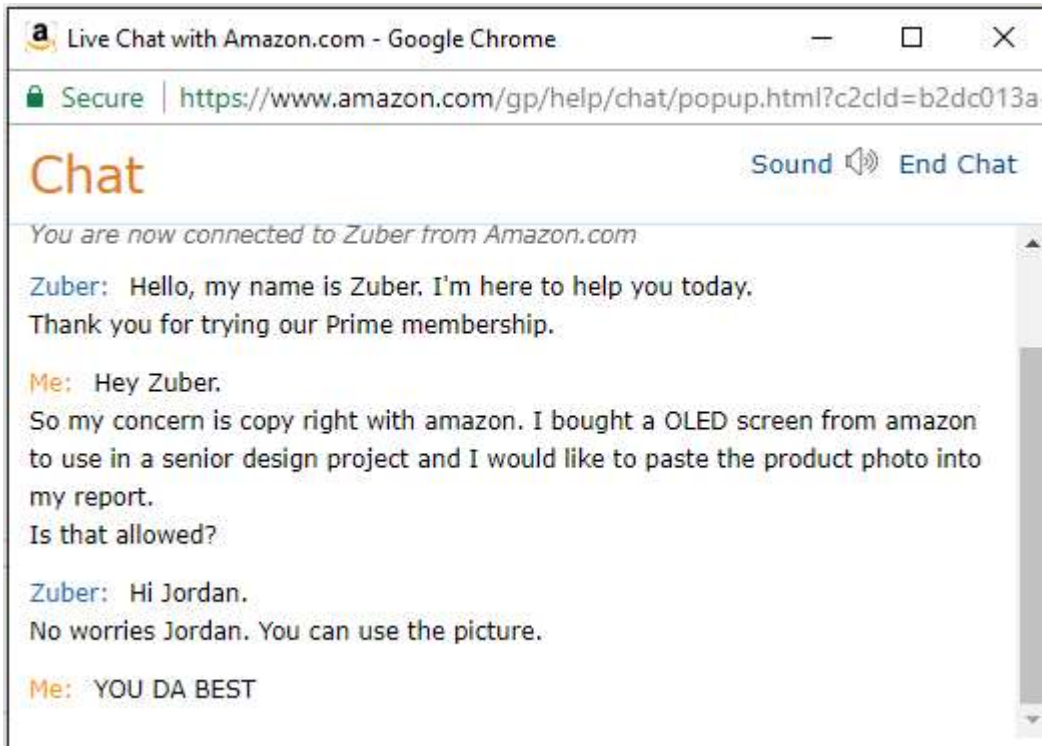 Live Chat with Amazon.com - Google Chrome
Secure | https://www.amazon.com/gp/help/chat/popup.html?c2cId=b2dc013a
Chat
Sound End Chat
You are now connected to Zuber from Amazon.com
Zuber: Hello, my name is Zuber. I'm here to help you today.
Thank you for trying our Prime membership.
Me: Hey Zuber.
So my concern is copy right with amazon. I bought a OLED screen from amazon
to use in a senior design project and I would like to paste the product photo into
my report.
Is that allowed?
Zuber: Hi Jordan.
No worries Jordan. You can use the picture.
Me: YOU DA BEST